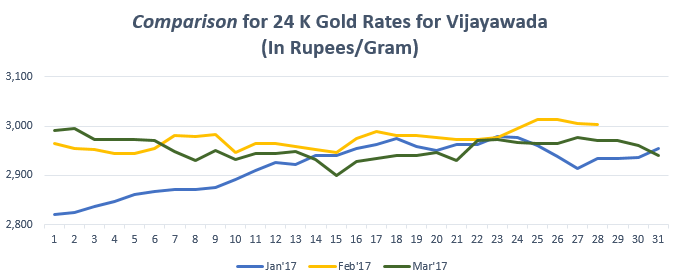 Comparison for 24 K Gold Rates for Vijayawada
(In Rupees/Gram)
3,100
3,000
2,900
2,800
1 2 3 4 5 6 7 8 9 10 11 12 13 14 15 16 17 18 19 20 21 22 23 24 25 26 27 28 29 30 31
Jan'17 Feb'17 Mar'17